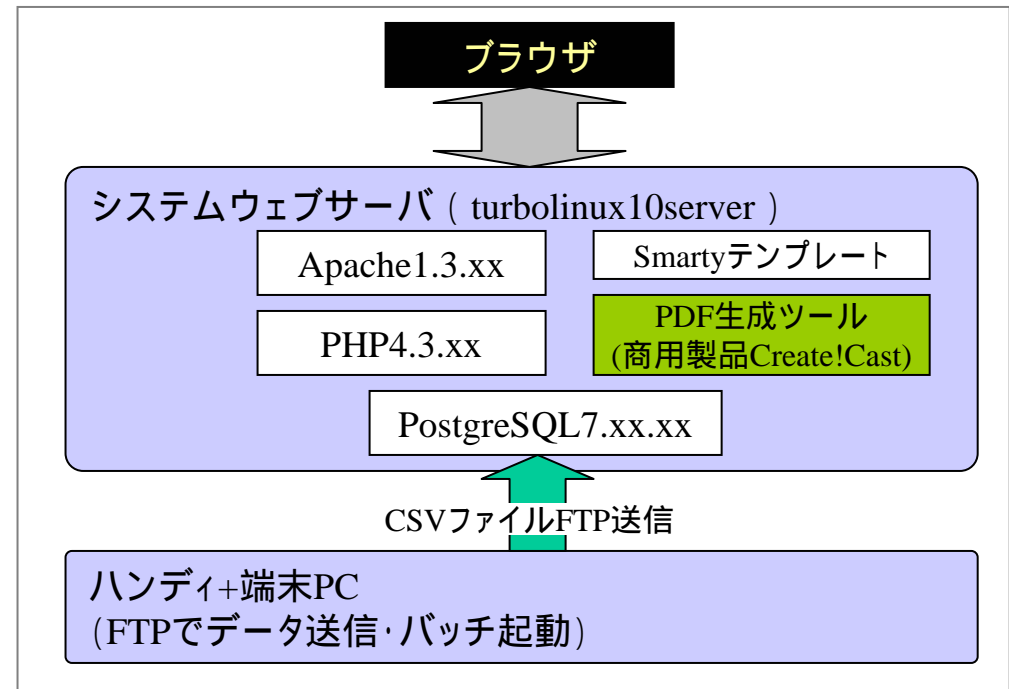 ブラウザ
システムウェブサーバ（turbolinux10server）
Apache1.3.xx
Smartyテンプレート
PHP4.3.xx
PDF生成ツール
(商用製品Create!Cast)
PostgreSQL7.xx.xx
CSVファイルFTP送信
ハンディ+端末PC
(FTPでデータ送信･バッチ起動)